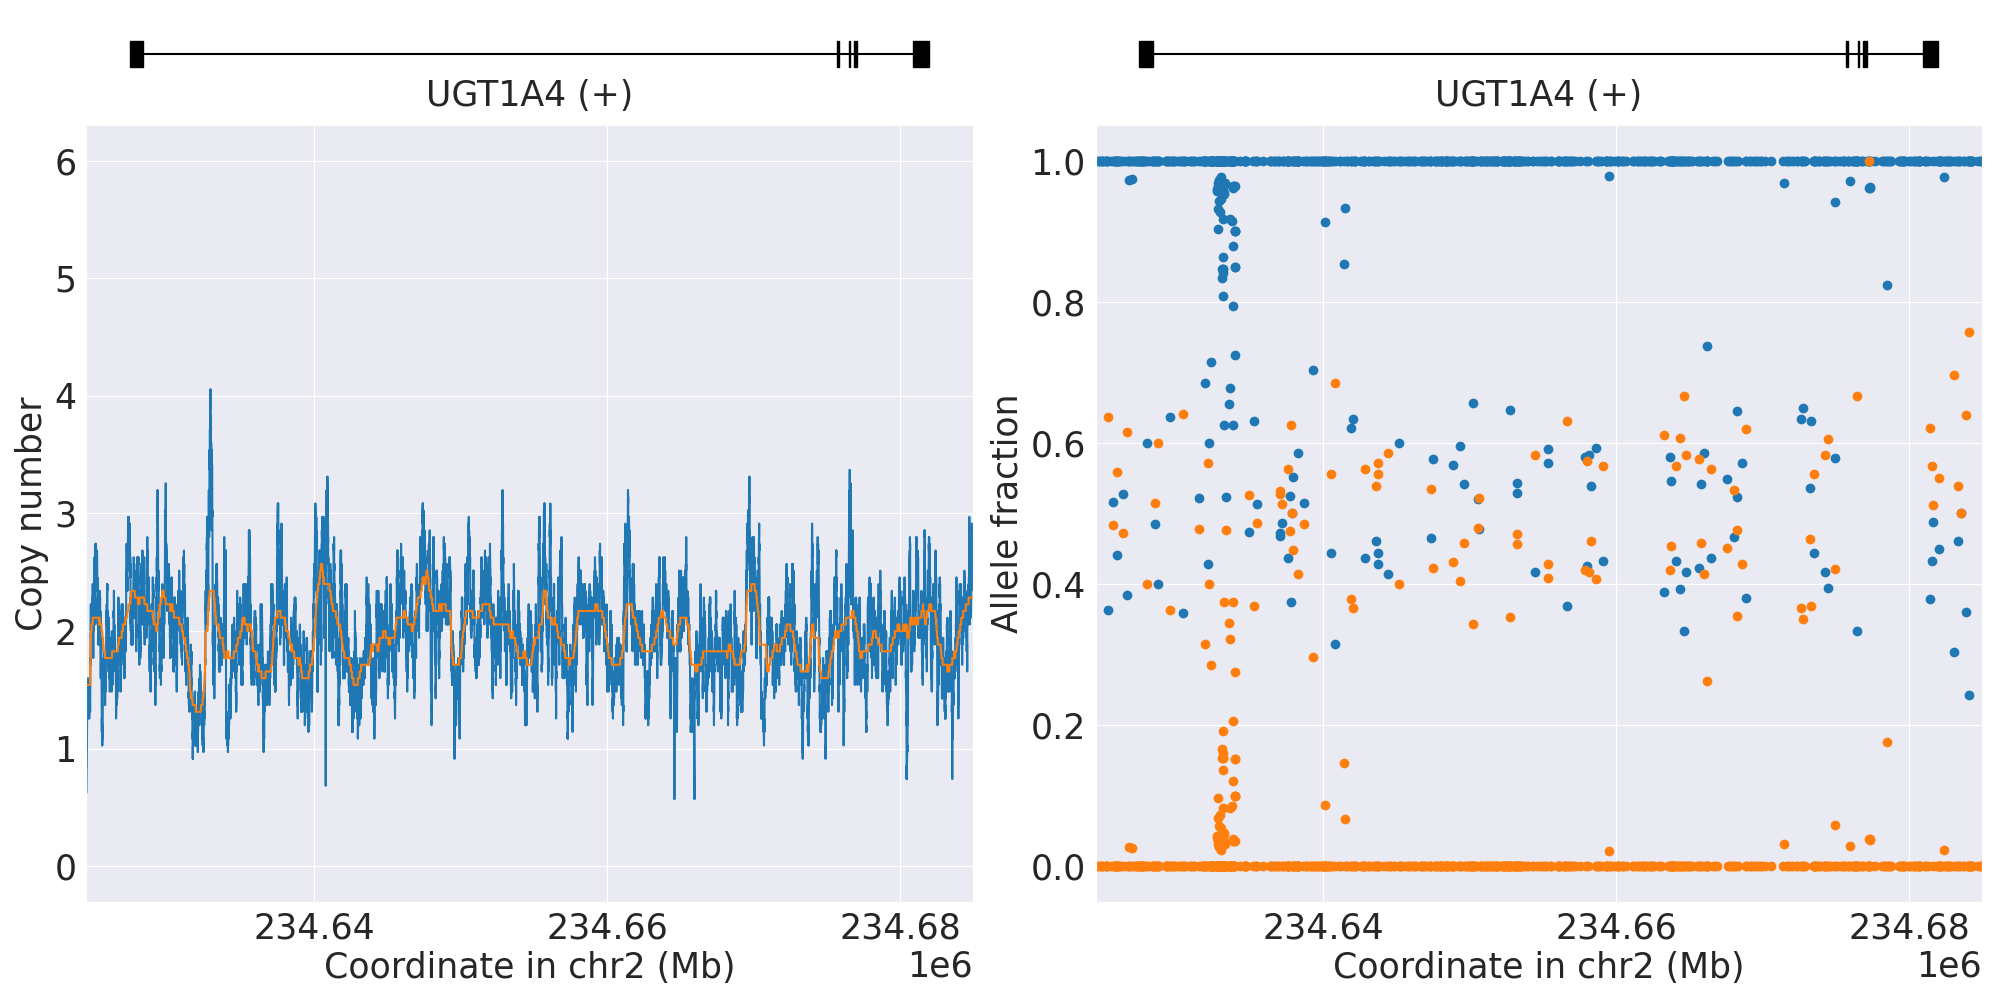 UGT1A4 (+)
Copy number
6
5
4
3
2
1
0
234.64 234.66 234.68
1e6
Coordinate in chr2 (Mb)
UGT1A4 (+)
Allele fraction
1.0
0.8
0.6
0.4
0.2
0.0
234.64 234.66 234.68
1e6
Coordinate in chr2 (Mb)